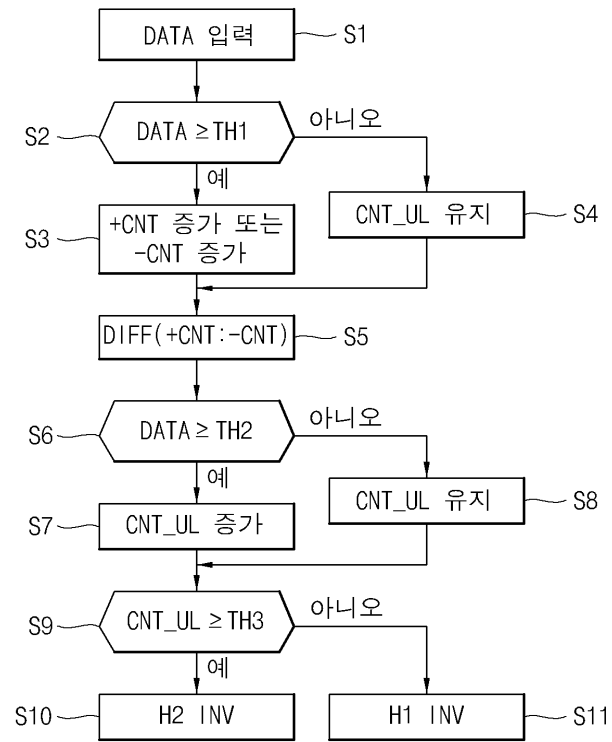 DATA 입력
S1
S2
DATA ≥TH1
아니오
예
S3
+CNT 증가 또는
-CNT 증가
CNT_UL 유지
S4
DIFF(+CNT:-CNT)
S5
S6
DATA≥TH2
아니오
예
S7
CNT_UL 증가
CNT_UL 유지
S8
S9
CNT_UL ≥TH3
아니오
예
S10
H2 INV
H1 INV
S11